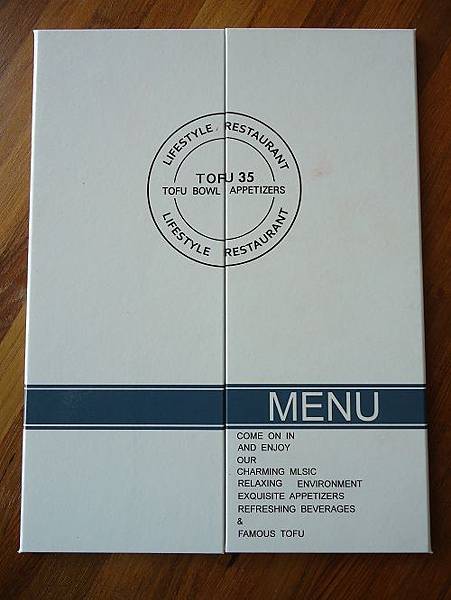 LIFESTYLE RESTAURANT
TOFU 35
TOFU BOWL APPETIZERS
LIFESTYLE RESTAURANT
MENU
COME ON IN
AND ENJOY
OUR
CHARMING MLSIC
RELAXING ENVIRONMENT
EXQUISITE APPETIZERS
REFRESHING BEVERAGES
&
FAMOUS TOFU